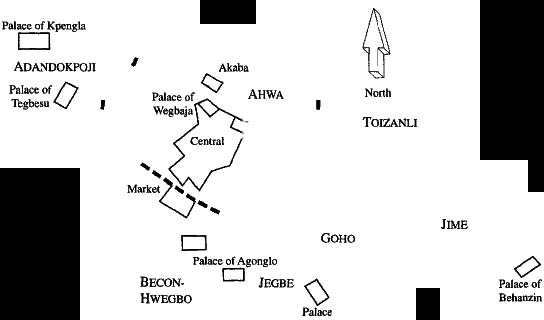 Palace of Kpengla
ADANDOKPOJI
Palace of
Tegbesu
Akaba
Palace of
Wegbaja
AHWA
North
TOIZANLI
Central
Market
JIME
GOHO
Palace of Agonglo
BECON-
HWEGBO
JEGBE
Palace
Palace of
Behanzin